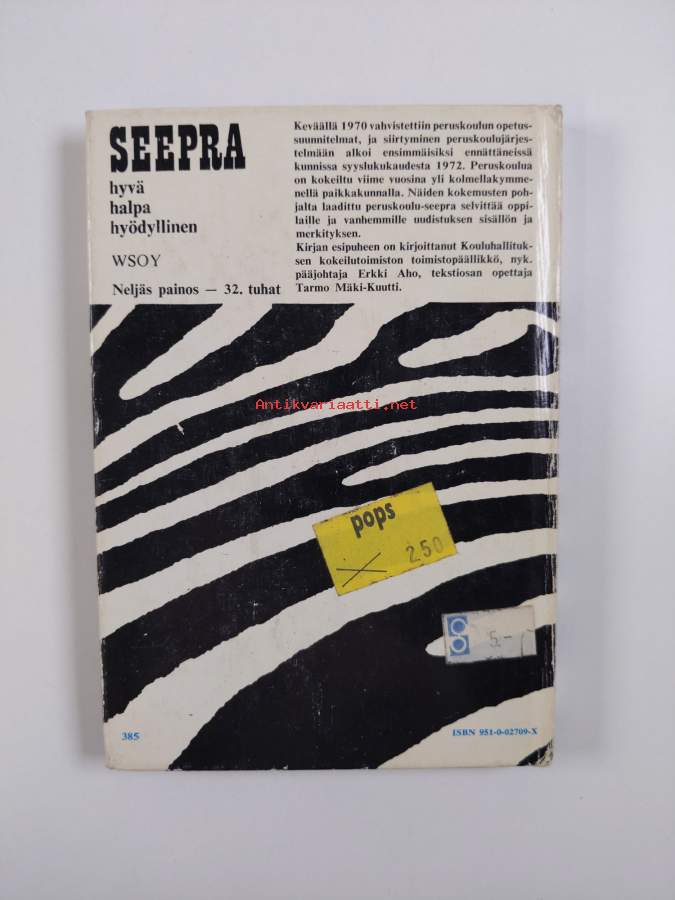 SEEPRA
hyvä
halpa
hyödyllinen
WSOY
Neljäs painos — 32. tuhat
Keväällä 1970 vahvistettiin peruskoulun opetus-
suunnitelmat, ja siirtyminen peruskoulujärjes-
telmään alkoi ensimmäisiksi ennättäneissä
kunnissa syyslukukaudesta 1972. Peruskoulua
on kokeiltu viime vuosina yli kolmellakymme-
nellä paikkakunnalla. Näiden kokemusten poh-
jalta laadittu peruskoulu-seepra selvittää oppi-
laille ja vanhemmille uudistuksen sisällön ja
merkityksen.
Kirjan esipuheen on kirjoittanut Kouluhallituk-
sen kokeilutoimiston toimistopäällikkö, nyk.
pääjohtaja Erkki Aho, tekstiosan opettaja
Tarmo Mäki-Kuutti.
Antikvariaatti.net
pops
250
5.-
385
ISBN 951-0-02709-X